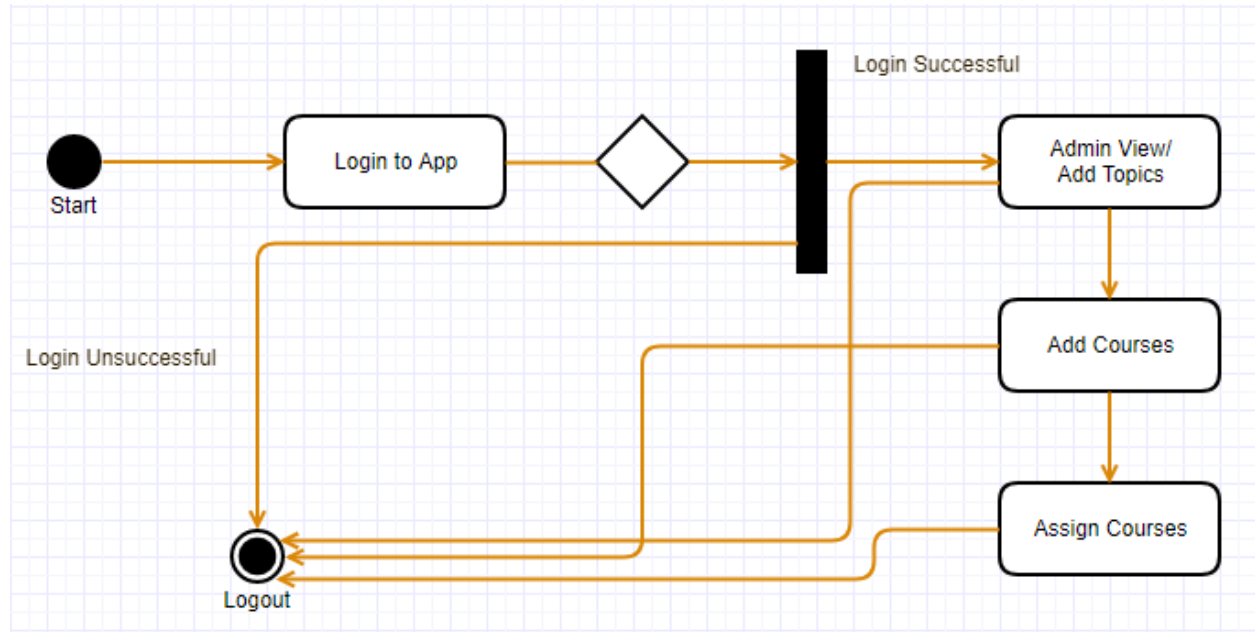 Login Successful
Admin View/
Add Topics
Login to App
Start
Add Courses
Login Unsuccessful
Assign Courses
Logout